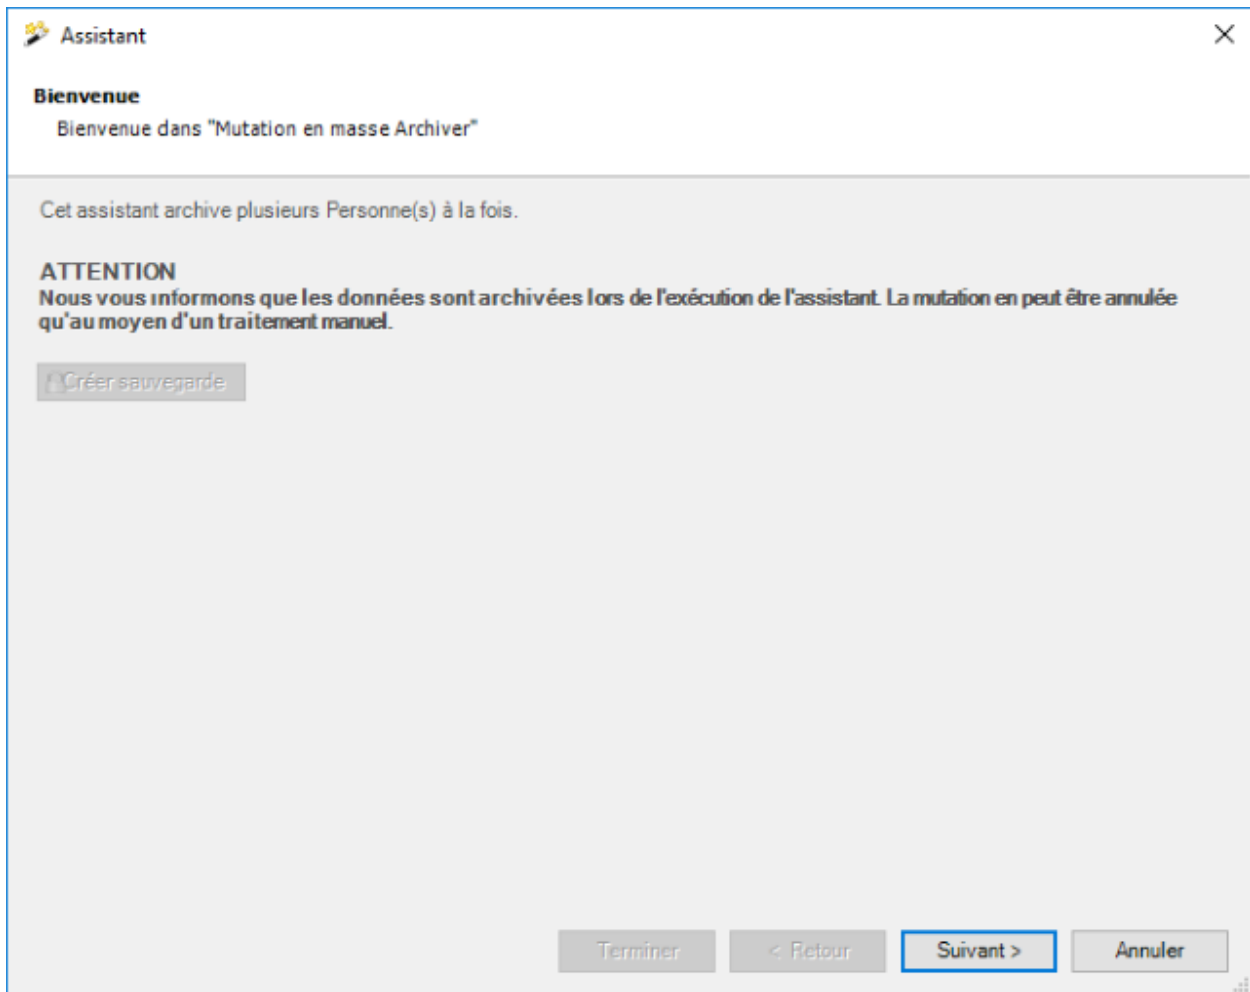 Assistant
Bienvenue
Bienvenue dans "Mutation en masse Archiver"
Cet assistant archive plusieurs Personne(s) à la fois.
ATTENTION
Nous vous informons que les données sont archivées lors de l'exécution de l'assistant. La mutation en peut être annulée
qu'au moyen d'un traitement manuel.
Créer sauvegarde
Terminer < Retour Suivant > Annuler